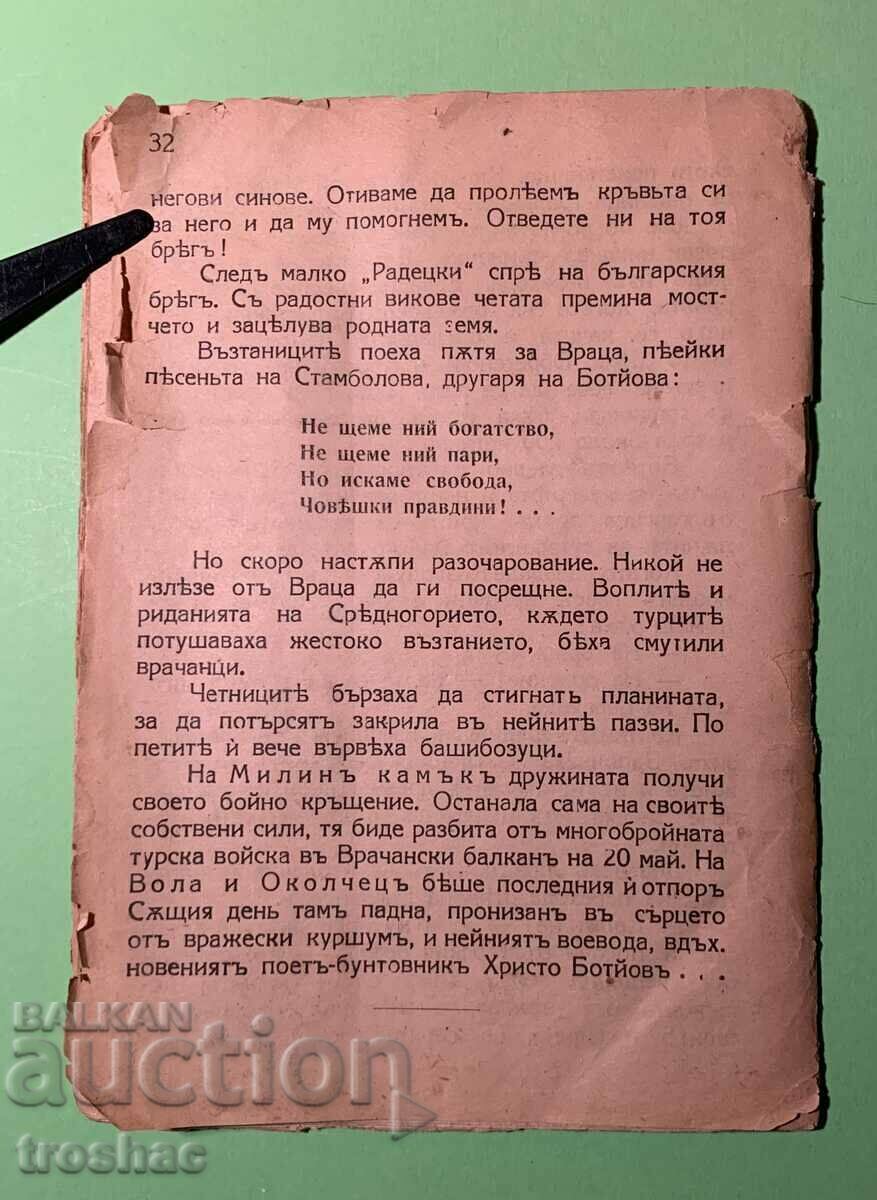 32
негови синове. Отиваме да пролѣемъ кръвьта си
за него и да му помогнемъ. Отведете ни на тоя
брѣгъ!
Следъ малко „Радецки“ спрѣ на българския
брѣгъ. Съ радостни викове четата премина мост-
чето и зацѣлува родната земя.
Възтаницитѣ поеха пѫтя за Враца, пѣейки
пѣсеньта на Стамболова, другаря на Ботйова:
Не щеме ний богатство,
Не щеме ний пари,
Но искаме свобода,
Човѣшки правдини! . . .
Но скоро настѫпи разочарование. Никой не
излѣзе отъ Враца да ги посрещне. Воплитѣ и
риданията на Срѣдногорието, кѫдето турцитѣ
потушаваха жестоко възтанието, бѣха смутили
врачанци.
Четницитѣ бързаха да стигнатъ планината,
за да потърсятъ закрила въ нейнитѣ пазви. По
петитѣ ѝ вече вървѣха башибозуци.
На Милинъ камъкъ дружината получи
своето бойно кръщение. Останала сама на своитѣ
собствени сили, тя биде разбита отъ многобройната
турска войска въ Врачански балканъ на 20 май. На
Вола и Околчецъ бѣше последния ѝ отпоръ
Сѫщия день тамъ падна, пронизанъ въ сърцето
отъ вражески куршумъ, и нейниятъ воевода, вдъх.
новениятъ поетъ-бунтовникъ Христо Ботйовъ . . .
BALKAN
auction
troshac